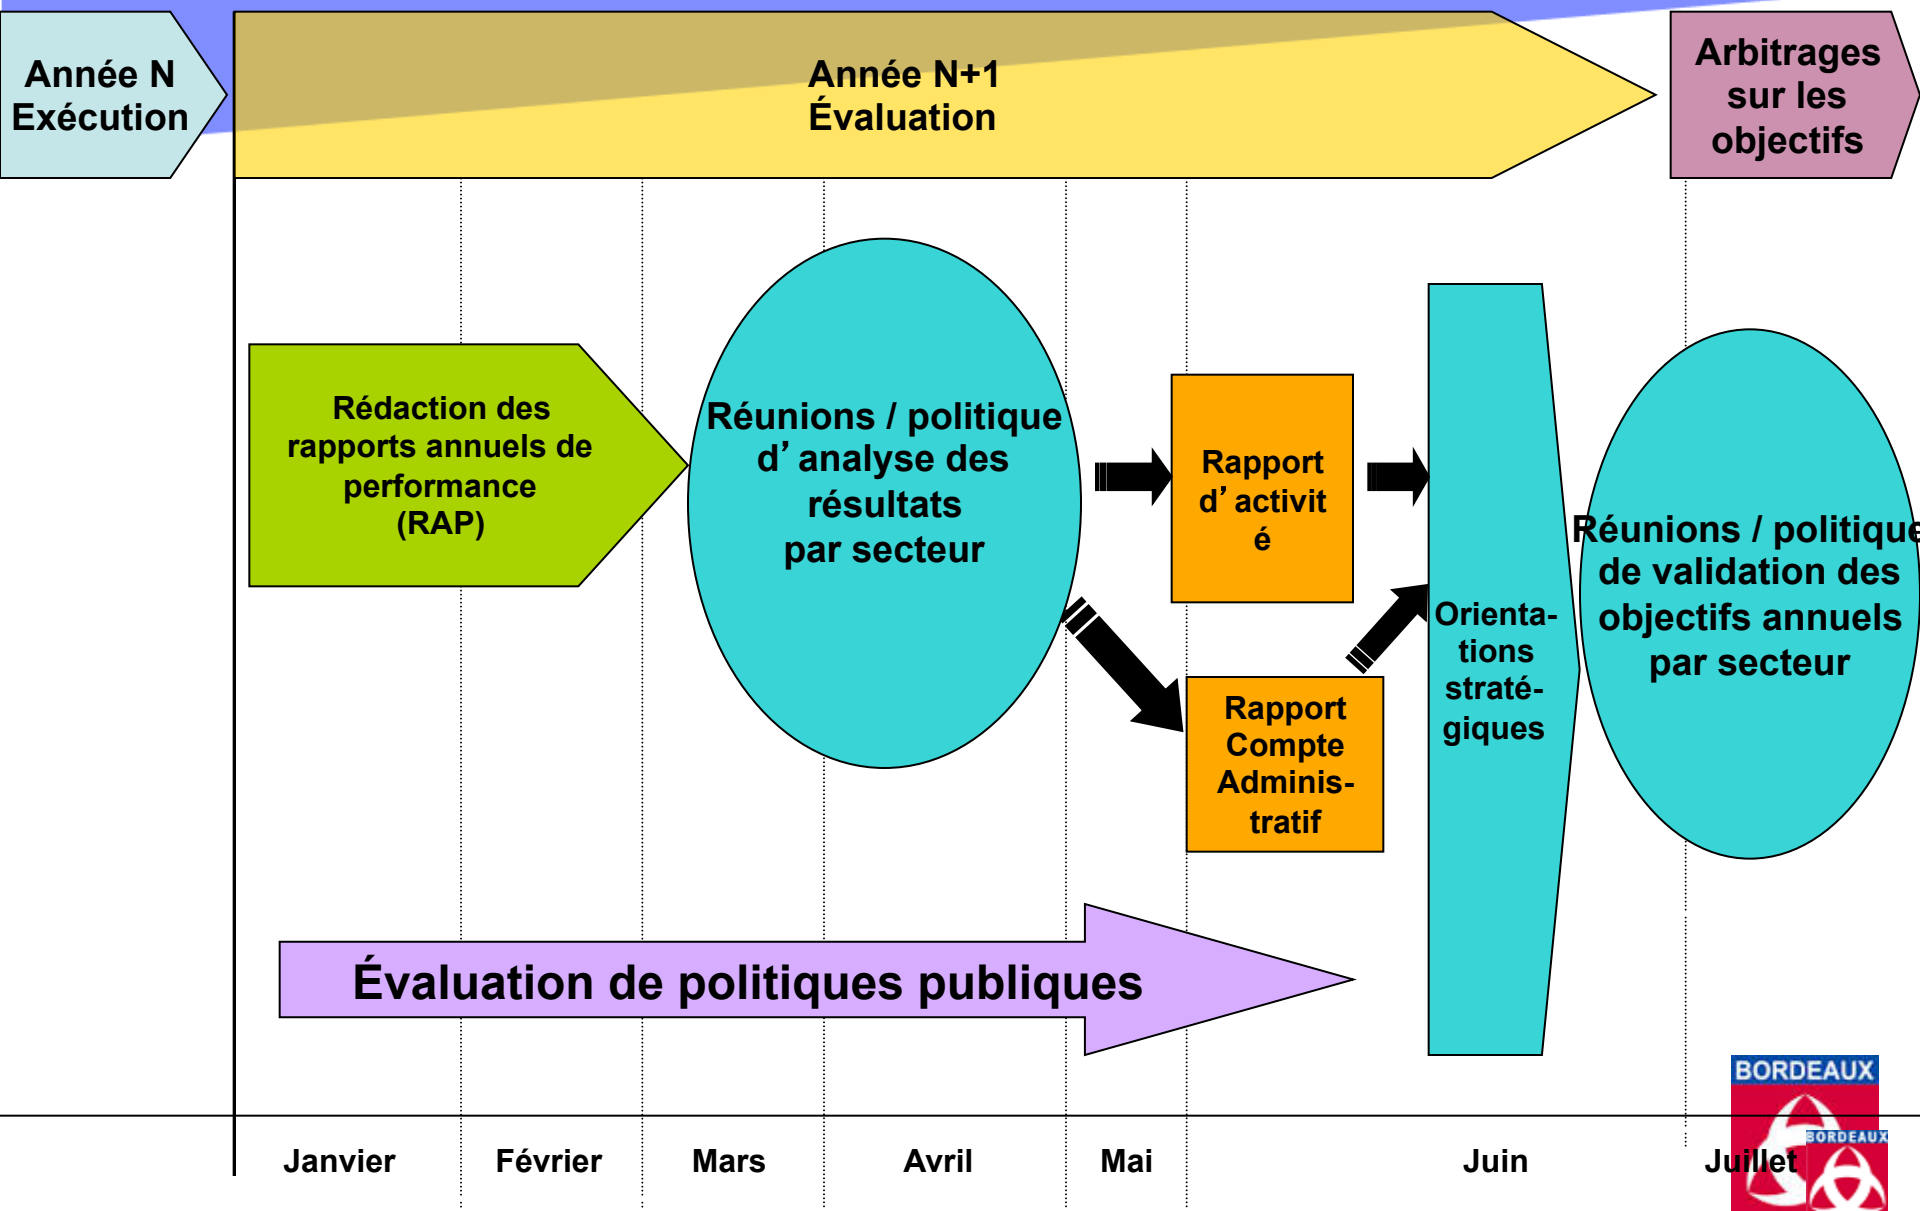 Année N
Exécution
Année N+1
Évaluation
Arbitrages
sur les
objectifs
Rédaction des
rapports annuels de
performance
(RAP)
Réunions / politique
d’analyse des
résultats
par secteur
Rapport
d’activit
é
Rapport
Compte
Adminis-
tratif
Orienta-
tions
straté-
giques
Réunions / politique
de validation des
objectifs annuels
par secteur
Évaluation de politiques publiques
BORDEAUX
BORDEAUX
Janvier
Février
Mars
Avril
Mai
Juin
Juillet